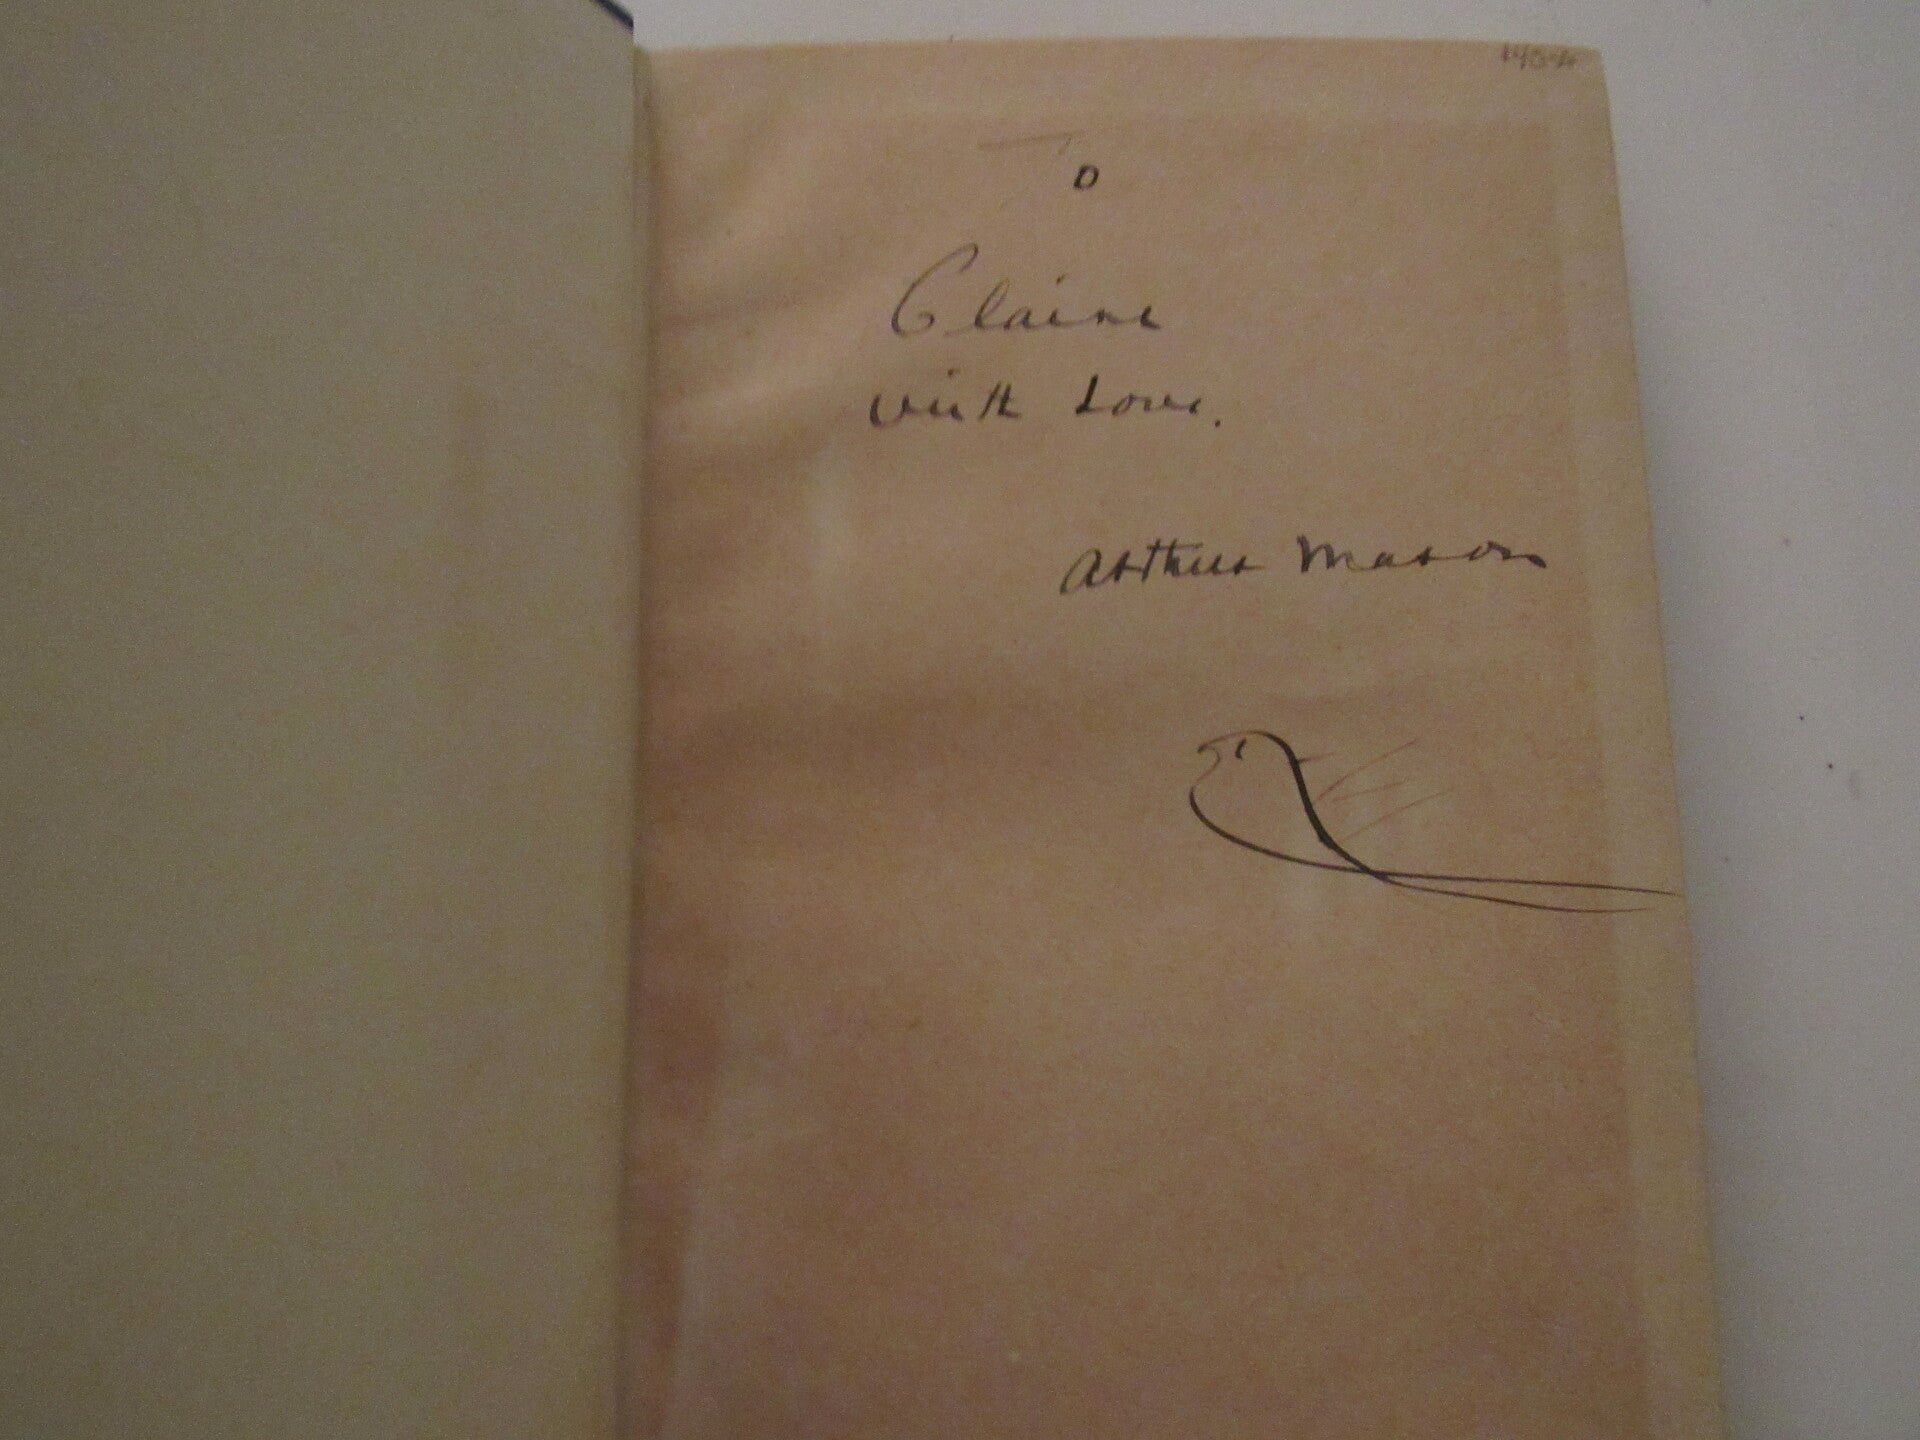 To
Claire
with Love.
Arthur Mason